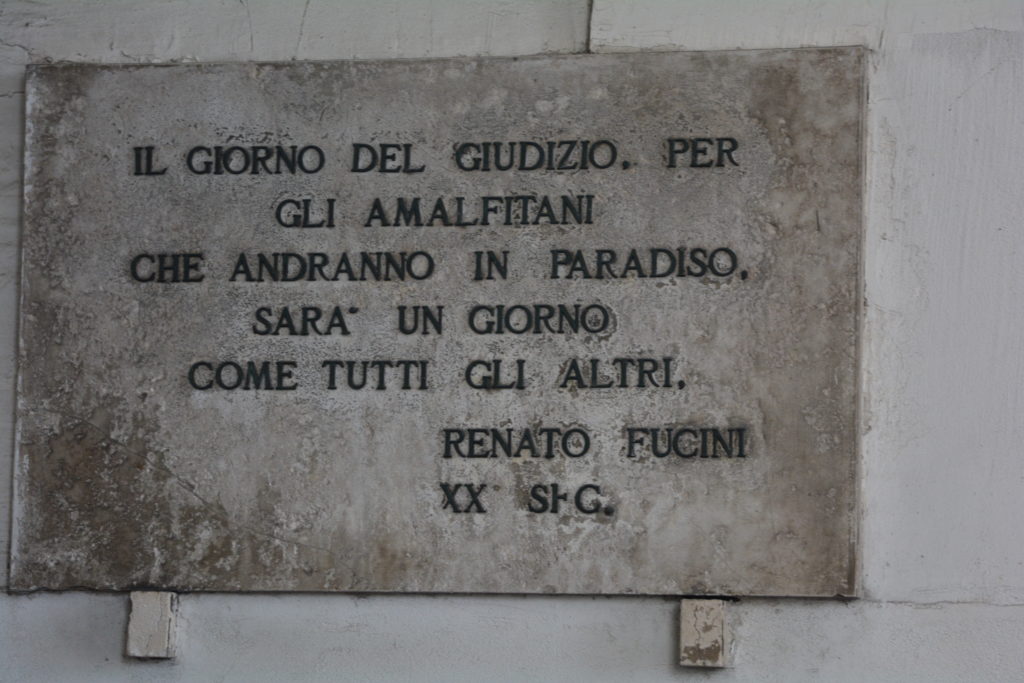 IL GIORNO DEL GIUDIZIO, PER
GLI AMALFITANI
CHE ANDRANNO IN PARADISO,
SARA' UN GIORNO
COME TUTTI GLI ALTRI.
RENATO FUCINI
XX